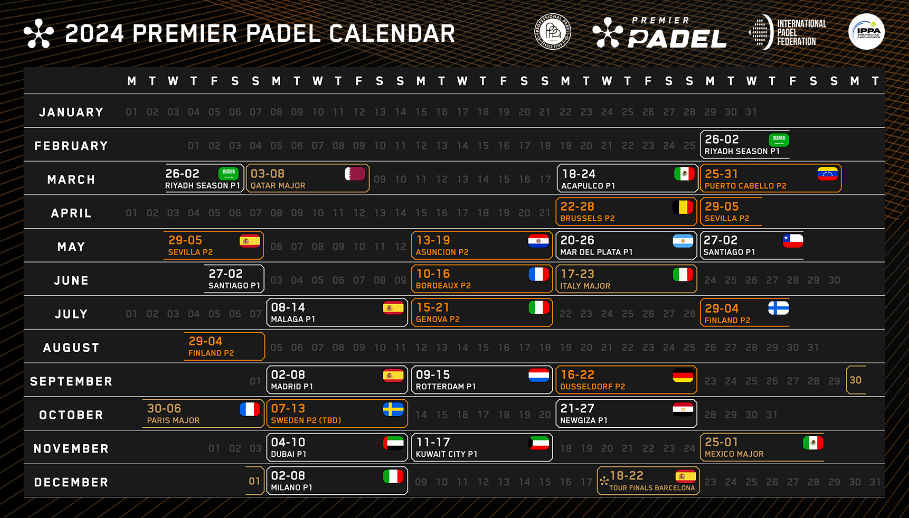 2024 PREMIER PADEL CALENDAR
PREMIER PADEL
INTERNATIONAL PADEL FEDERATION
IPPA
M T W T F S S M T W T F S S M T W T F S S M T W T F S S M T W T F S S M T
JANUARY 01 02 03 04 05 06 07 08 09 10 11 12 13 14 15 16 17 18 19 20 21 22 23 24 25 26 27 28 29 30 31
FEBRUARY 01 02 03 04 05 06 07 08 09 10 11 12 13 14 15 16 17 18 19 20 21 22 23 24 25 26-02
RIYADH SEASON P1
MARCH 26-02 03-08 09 10 11 12 13 14 15 16 17 18-24 25-31
RIYADH SEASON P1 QATAR MAJOR ACAPULCO P1 PUERTO CABELLO P2
APRIL 01 02 03 04 05 06 07 08 09 10 11 12 13 14 15 16 17 18 19 20 21 22-28 29-05
BRUSSELS P2 SEVILLA P2
MAY 29-05 06 07 08 09 10 11 12 13-19 20-26 27-02
SEVILLA P2 ASUNCION P2 MAR DEL PLATA P1 SANTIAGO P1
JUNE 27-02 03 04 05 06 07 08 09 10-16 17-23 24 25 26 27 28 29 30
SANTIAGO P1 BORDEAUX P2 ITALY MAJOR
JULY 01 02 03 04 05 06 07 08-14 15-21 22 23 24 25 26 27 28 29-04
MALAGA P1 GENOVA P2 FINLAND P2
AUGUST 29-04 05 06 07 08 09 10 11 12 13 14 15 16 17 18 19 20 21 22 23 24 25 26 27 28 29 30 31
FINLAND P2
SEPTEMBER 01 02-08 09-15 16-22 23 24 25 26 27 28 29 30
MADRID P1 ROTTERDAM P1 DUSSELDORF P2
OCTOBER 30-06 07-13 14 15 16 17 18 19 20 21-27 28 29 30 31
PARIS MAJOR SWEDEN P2 (TBD) NEWGIZA P1
NOVEMBER 01 02 03 04-10 11-17 18 19 20 21 22 23 24 25-01
DUBAI P1 KUWAIT CITY P1 MEXICO MAJOR
DECEMBER 01 02-08 09 10 11 12 13 14 15 16 17 18-22 23 24 25 26 27 28 29 30 31
MILANO P1 TOUR FINALS BARCELONA